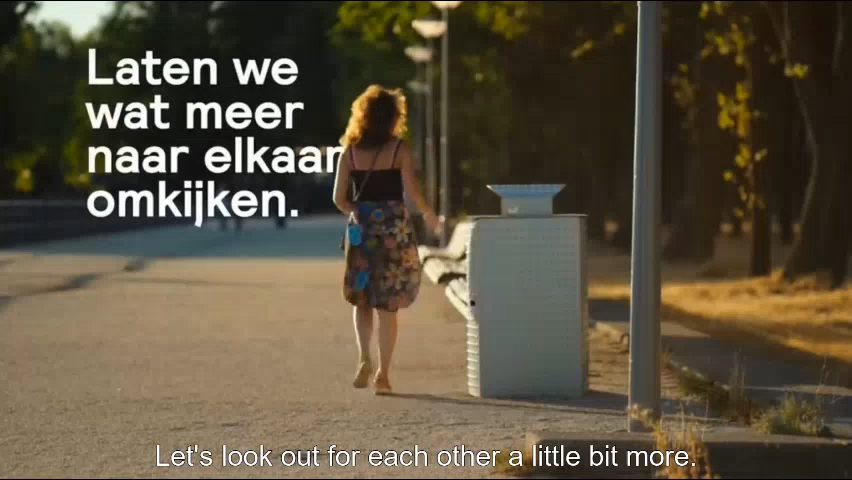 Laten we
wat meer
naar elkaar
omkijken.
Let's look out for each other a little bit more.